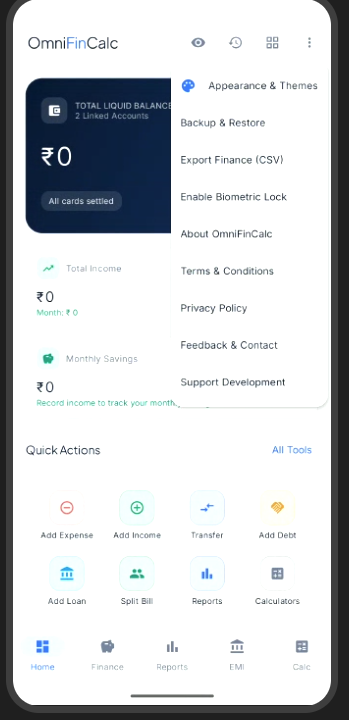 OmniFinCalc
Appearance & Themes
Backup & Restore
Export Finance (CSV)
Enable Biometric Lock
About OmniFinCalc
Terms & Conditions
Privacy Policy
Feedback & Contact
Support Development
TOTAL LIQUID BALANCE
2 Linked Accounts
₹0
All cards settled
Total Income
₹0
Month: ₹ 0
Monthly Savings
₹0
Record income to track your month
Quick Actions
All Tools
Add Expense
Add Income
Transfer
Add Debt
Add Loan
Split Bill
Reports
Calculators
Home
Finance
Reports
EMI
Calc